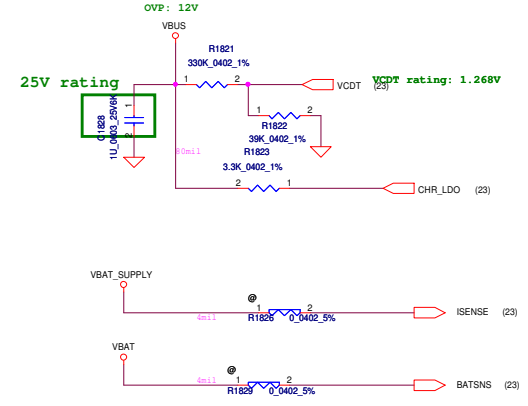 OVP: 12V
VBUS
R1821
330K_0402_1%
25V rating
1 2
VCDT (23)
VCDT rating: 1.268V
C1828
1U_0603_25V6K
1
2
1 2
R1822
39K_0402_1%
80mil
R1823
3.3K_0402_1%
2 1
CHR_LDO (23)
VBAT_SUPPLY
@
1 2
4mil
R1826 0_0402_5%
ISENSE (23)
VBAT
@
1 2
4mil
R1829 0_0402_5%
BATSNS (23)